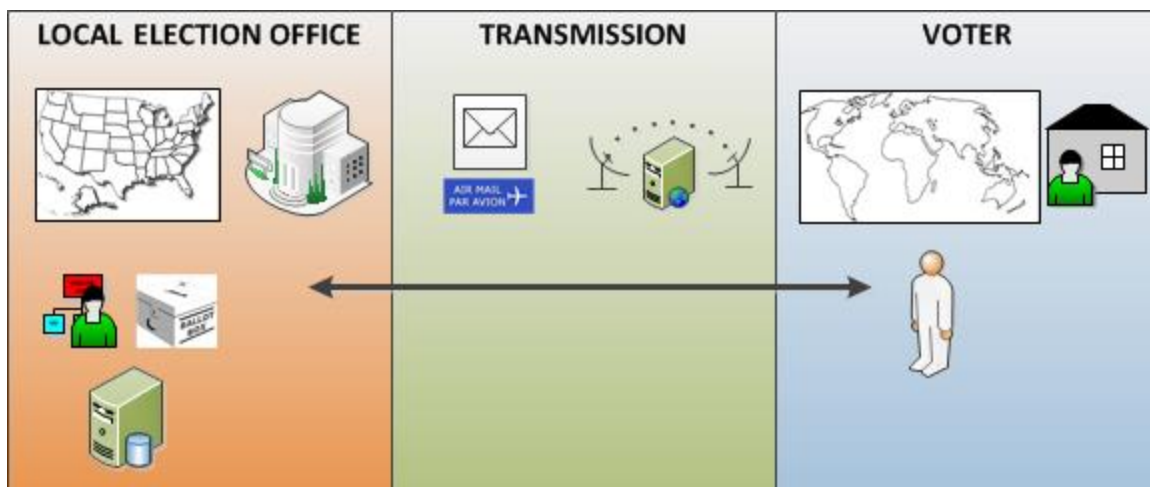 LOCAL ELECTION OFFICE
TRANSMISSION
VOTER
AIR MAIL
PAR AVION
BALLOT
BOX